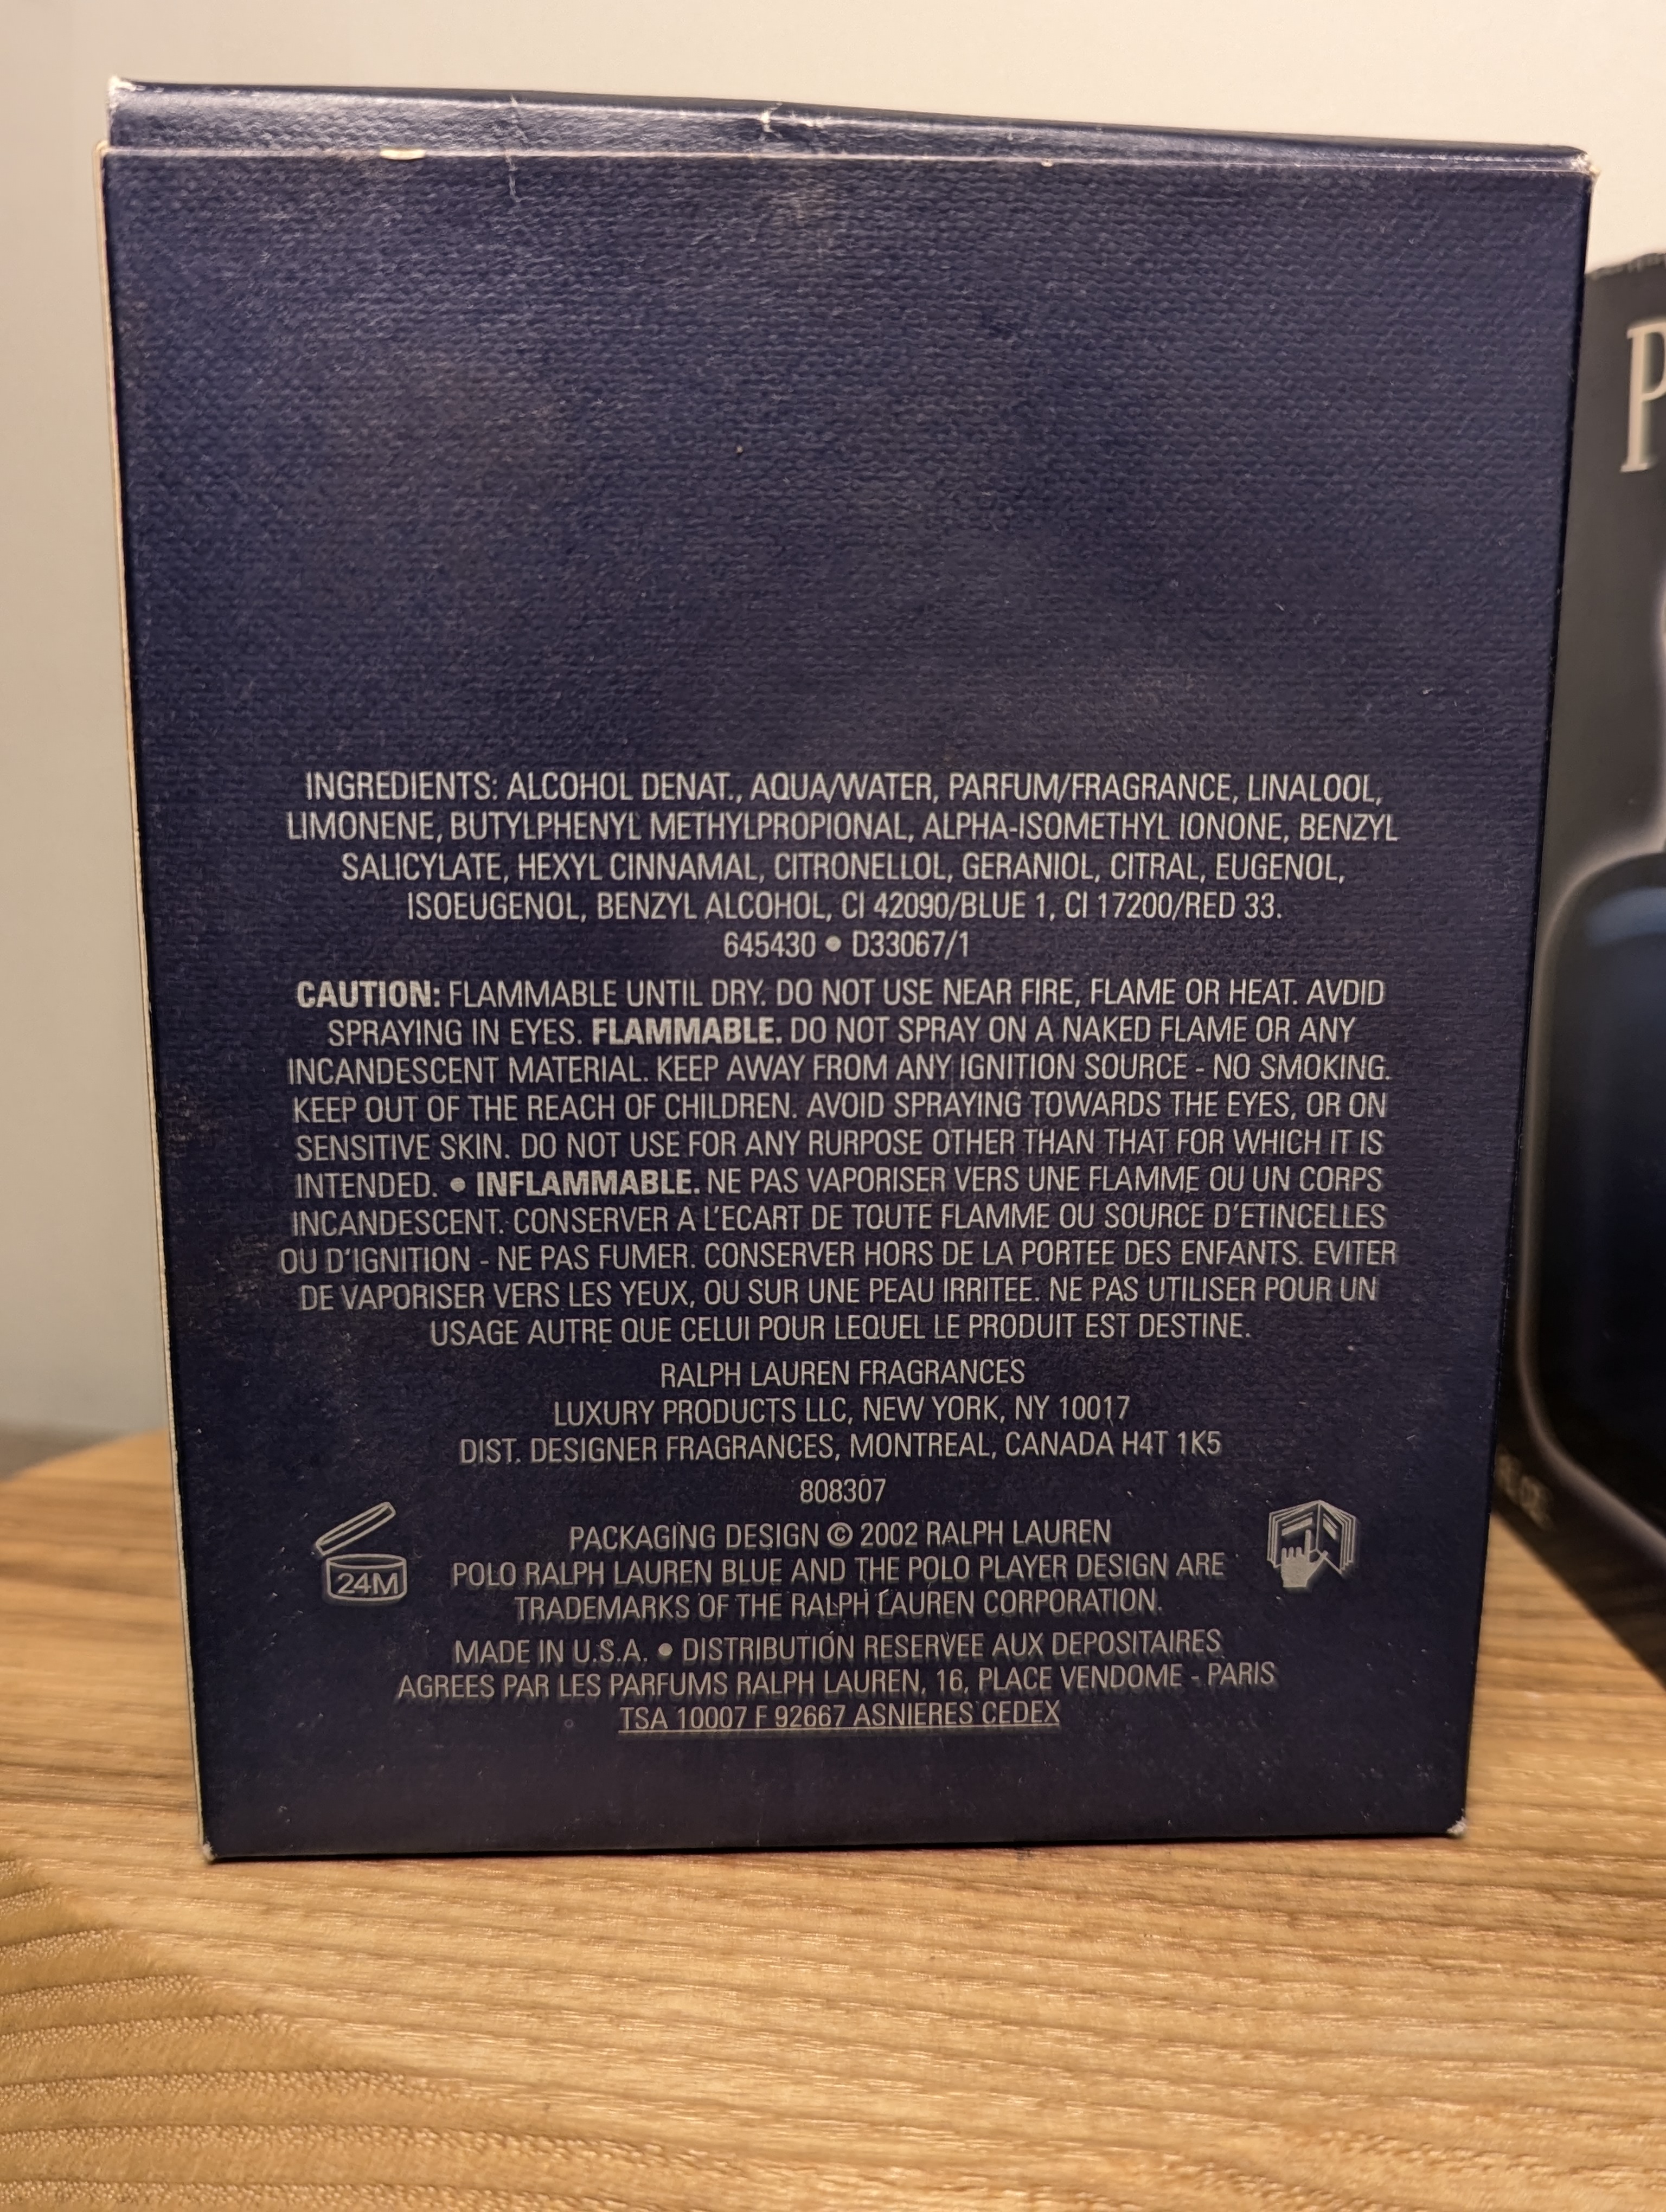 INGREDIENTS: ALCOHOL DENAT., AQUA/WATER, PARFUM/FRAGRANCE, LINALOOL,
LIMONENE, BUTYLPHENYL METHYLPROPIONAL, ALPHA-ISOMETHYL IONONE, BENZYL
SALICYLATE, HEXYL CINNAMAL, CITRONELLOL, GERANIOL, CITRAL, EUGENOL,
ISOEUGENOL, BENZYL ALCOHOL, CI 42090/BLUE 1, CI 17200/RED 33.
645430 • D33067/1
CAUTION: FLAMMABLE UNTIL DRY. DO NOT USE NEAR FIRE, FLAME OR HEAT. AVDID
SPRAYING IN EYES. FLAMMABLE. DO NOT SPRAY ON A NAKED FLAME OR ANY
INCANDESCENT MATERIAL. KEEP AWAY FROM ANY IGNITION SOURCE - NO SMOKING.
KEEP OUT OF THE REACH OF CHILDREN. AVOID SPRAYING TOWARDS THE EYES, OR ON
SENSITIVE SKIN. DO NOT USE FOR ANY RURPOSE OTHER THAN THAT FOR WHICH IT IS
INTENDED. • INFLAMMABLE. NE PAS VAPORISER VERS UNE FLAMME OU UN CORPS
INCANDESCENT. CONSERVER A L'ECART DE TOUTE FLAMME OU SOURCE D'ETINCELLES
OU D'IGNITION - NE PAS FUMER. CONSERVER HORS DE LA PORTEE DES ENFANTS. EVITER
DE VAPORISER VERS LES YEUX, OU SUR UNE PEAU IRRITEE. NE PAS UTILISER POUR UN
USAGE AUTRE QUE CELUI POUR LEQUEL LE PRODUIT EST DESTINE.
RALPH LAUREN FRAGRANCES
LUXURY PRODUCTS LLC, NEW YORK, NY 10017
DIST. DESIGNER FRAGRANCES, MONTREAL, CANADA H4T 1K5
808307
PACKAGING DESIGN © 2002 RALPH LAUREN
POLO RALPH LAUREN BLUE AND THE POLO PLAYER DESIGN ARE
TRADEMARKS OF THE RALPH LAUREN CORPORATION.
24M
MADE IN U.S.A. • DISTRIBUTION RESERVEE AUX DEPOSITAIRES
AGREES PAR LES PARFUMS RALPH LAUREN, 16, PLACE VENDOME - PARIS
TSA 10007 F 92667 ASNIERES CEDEX
P